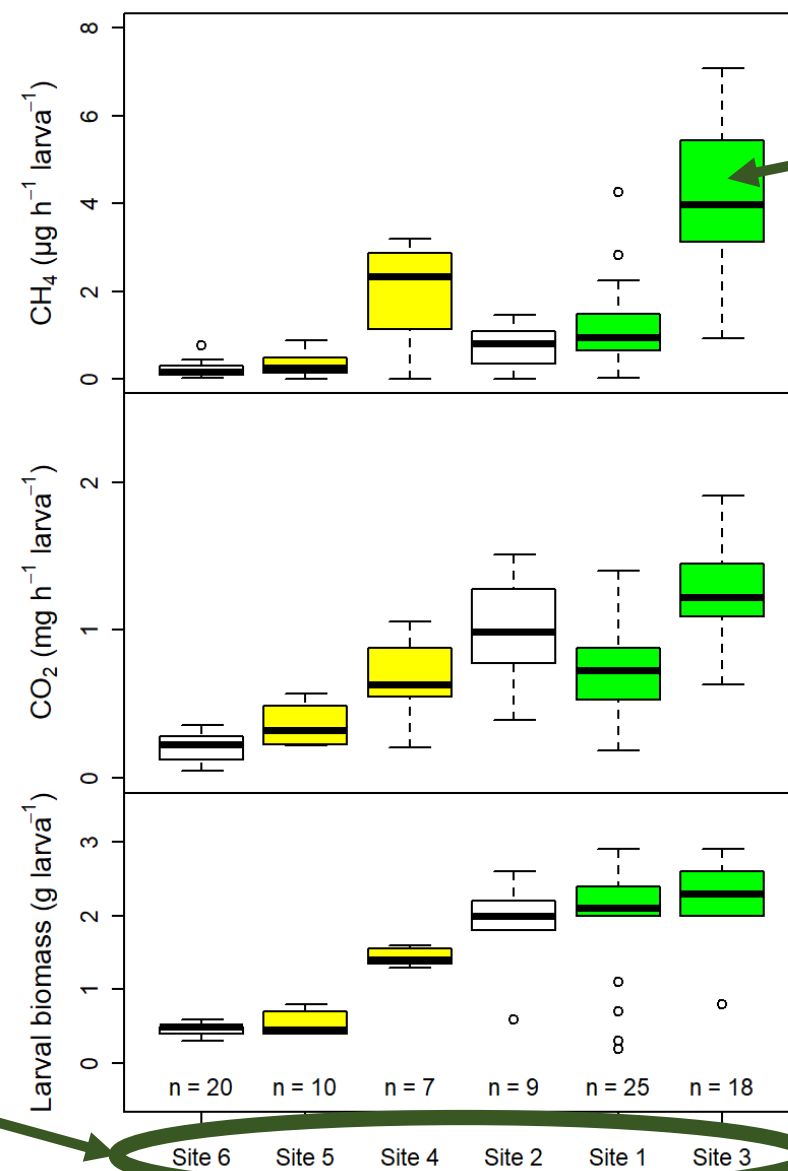 CH₄ (µg h⁻¹ larva⁻¹)
8
6
4
2
0
CO₂ (mg h⁻¹ larva⁻¹)
2
1
0
Larval biomass (g larva⁻¹)
3
2
1
0
n = 20 n = 10 n = 7 n = 9 n = 25 n = 18
Site 6 Site 5 Site 4 Site 2 Site 1 Site 3